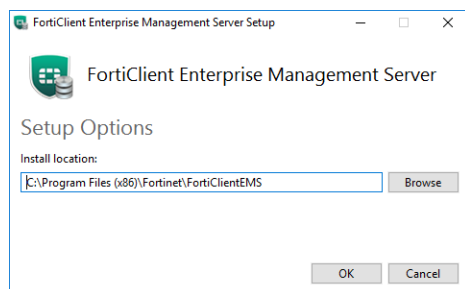 FortiClient Enterprise Management Server Setup
FortiClient Enterprise Management Server
Setup Options
Install location:
C:\Program Files (x86)\Fortinet\FortiClientEMS
Browse
OK
Cancel